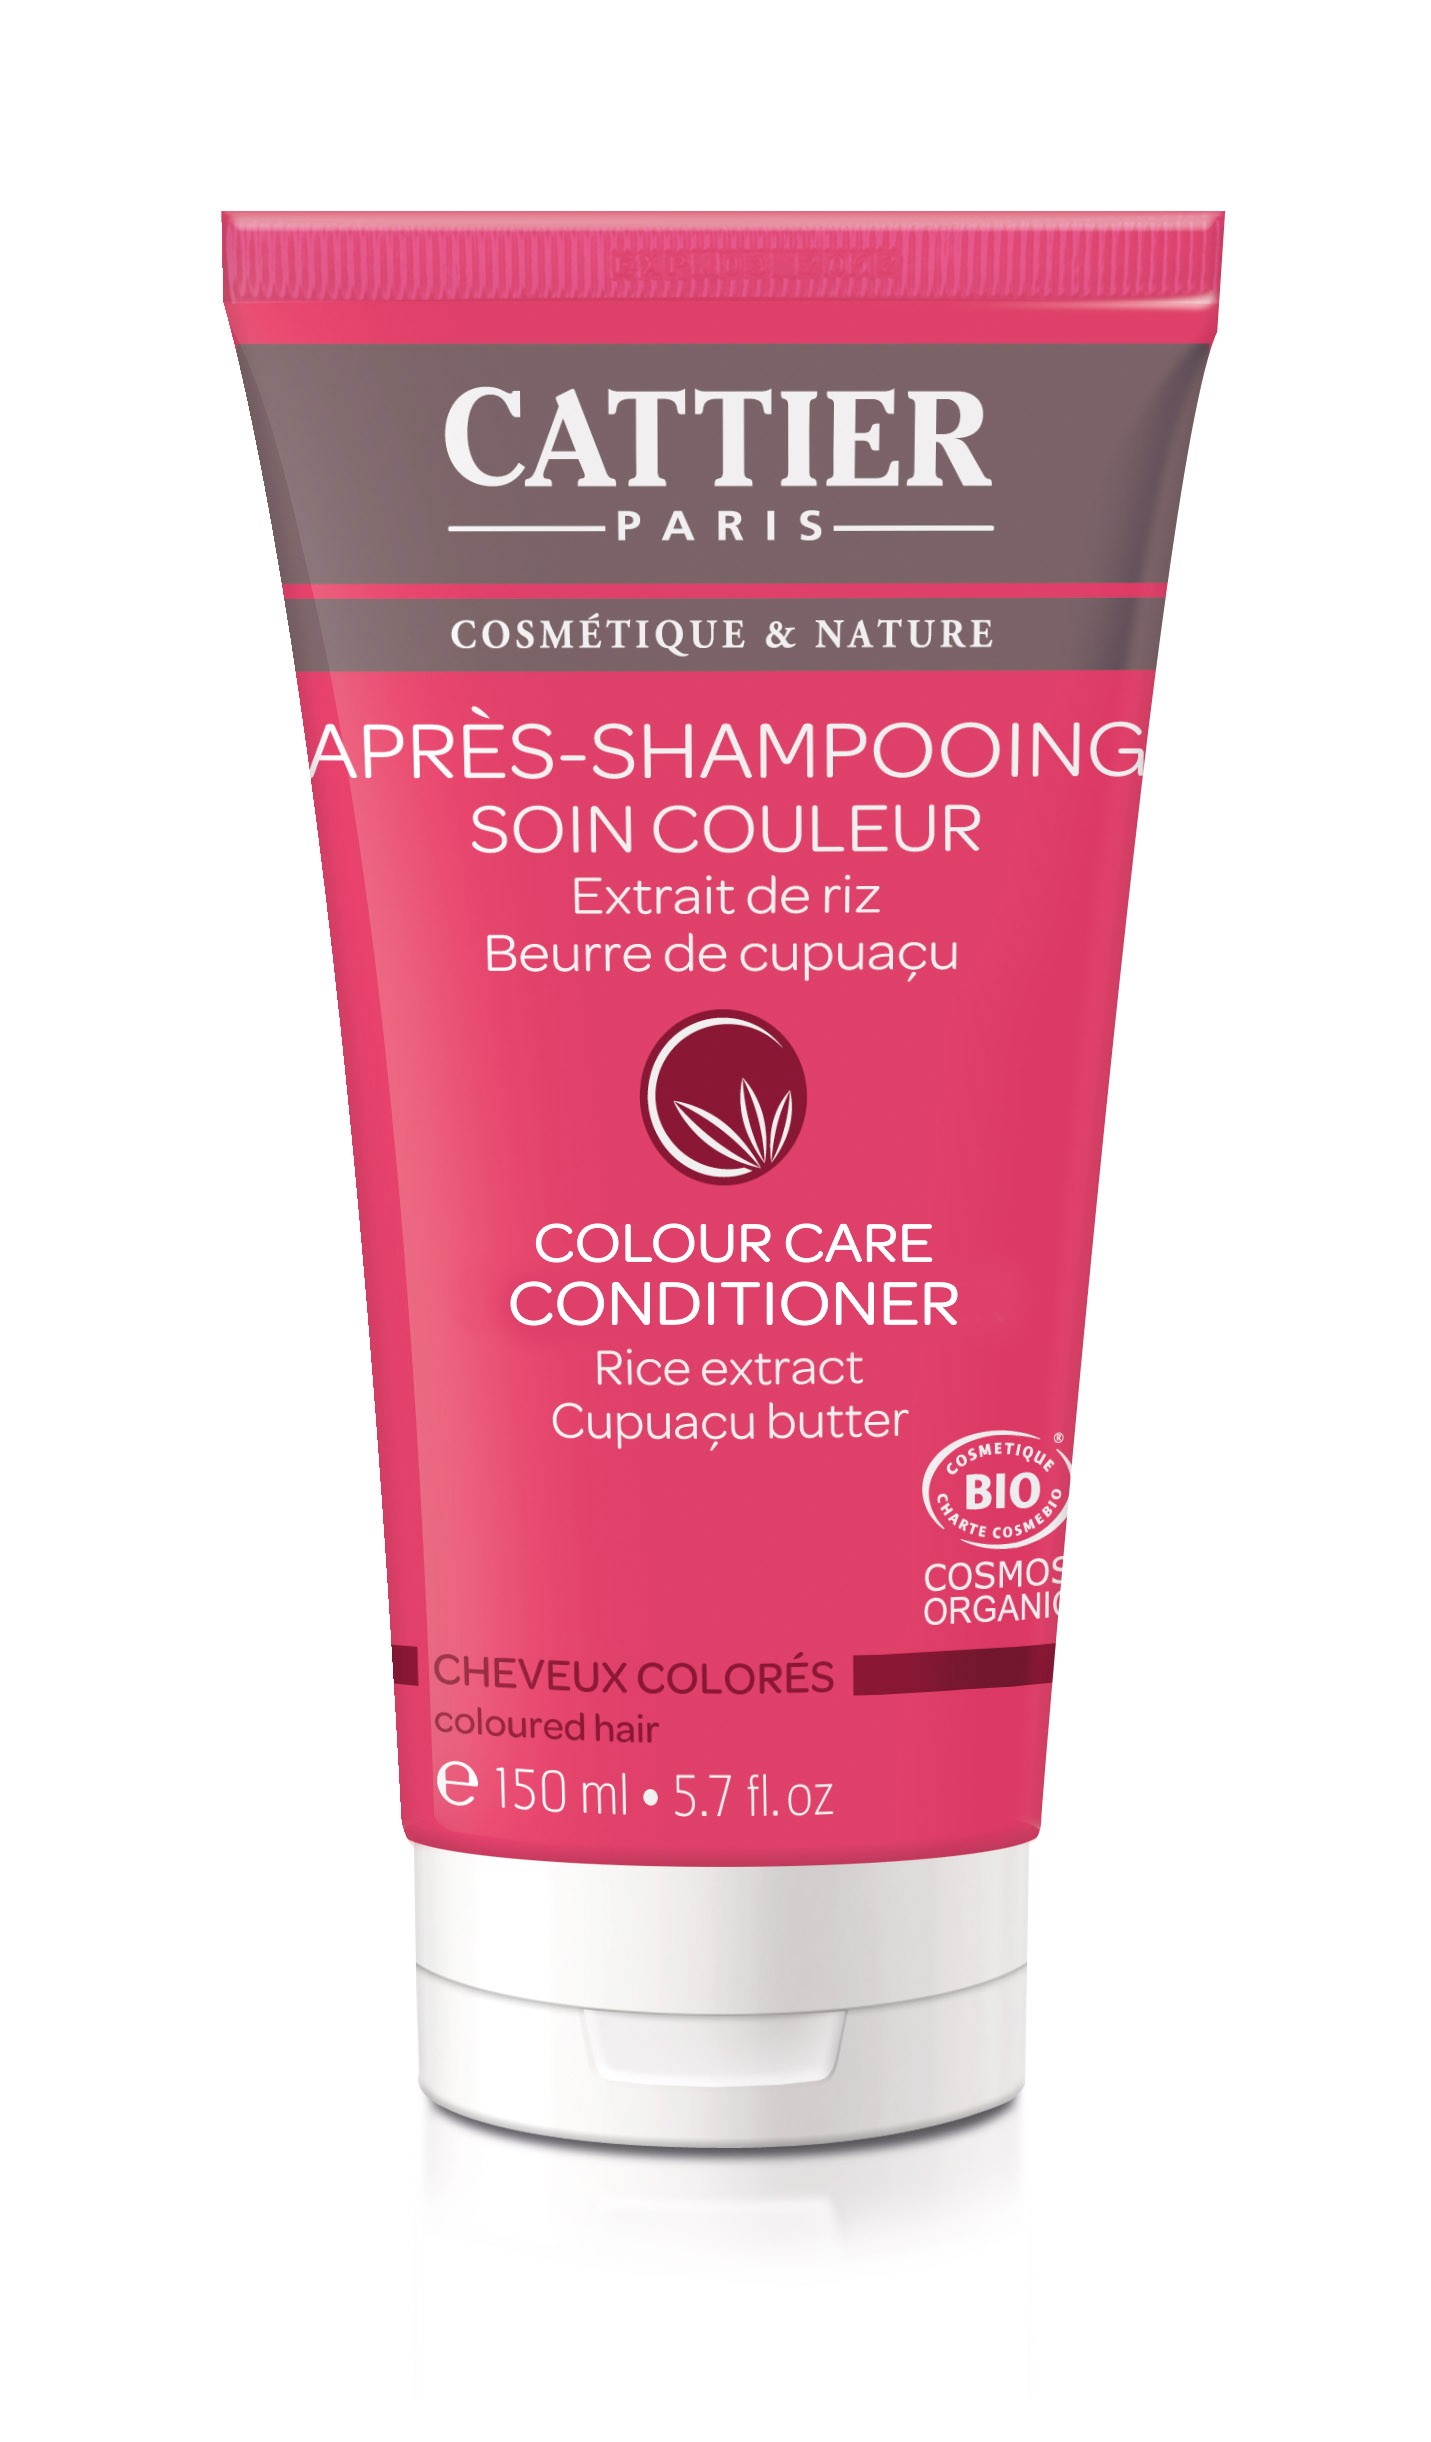 CATTIER
PARIS
COSMÉTIQUE & NATURE
APRÈS-SHAMPOOING
SOIN COULEUR
Extrait de riz
Beurre de cupuaçu
COLOUR CARE
CONDITIONER
Rice extract
Cupuaçu butter
COSMETIQUE
®
BIO
CHARTE COSMEBIO
COSMOS
ORGANIC
CHEVEUX COLORÉS
coloured hair
e 150 ml • 5.7 fl.oz